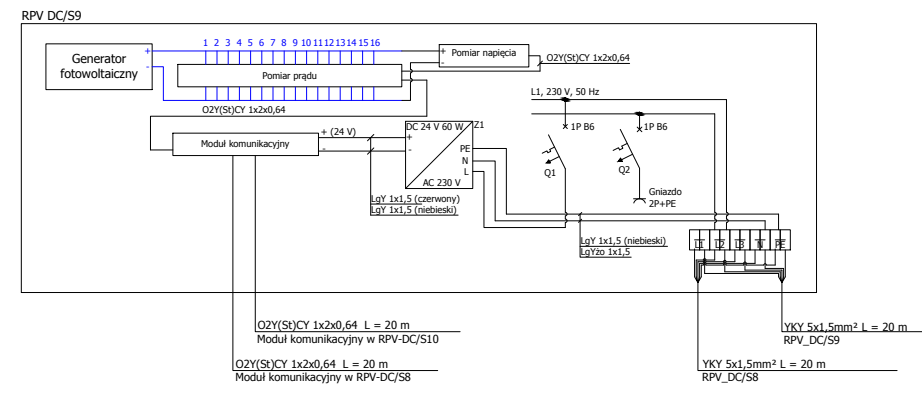 RPV DC/S9
Generator
fotowoltaiczny
+
-
1 2 3 4 5 6 7 8 9 10 11 12 13 14 15 16
Pomiar prądu
+ Pomiar napięcia
-
O2Y(St)CY 1x2x0,64
O2Y(St)CY 1x2x0,64
Moduł komunikacyjny
+ (24 V)
-
DC 24 V 60 W
Z1
+
-
PE
N
L
AC 230 V
LgY 1x1,5 (czerwony)
LgY 1x1,5 (niebieski)
L1, 230 V, 50 Hz
1P B6
Q1
1P B6
Q2
Gniazdo
2P+PE
LgY 1x1,5 (niebieski)
LgYżo 1x1,5
L1 L2 L3 N PE
O2Y(St)CY 1x2x0,64 L = 20 m
Moduł komunikacyjny w RPV-DC/S10
O2Y(St)CY 1x2x0,64 L = 20 m
Moduł komunikacyjny w RPV-DC/S8
YKY 5x1,5mm² L = 20 m
RPV_DC/S9
YKY 5x1,5mm² L = 20 m
RPV_DC/S8